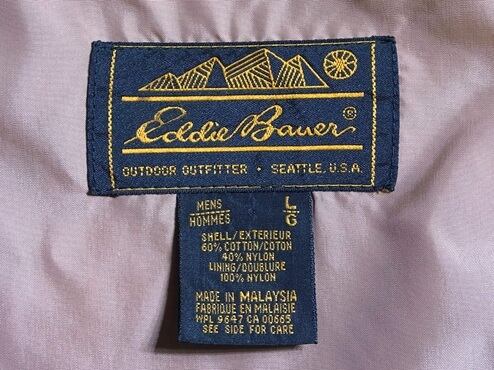 Eddie Bauer®
OUTDOOR OUTFITTER • SEATTLE, U.S.A.
MENS L
HOMMES G
SHELL/EXTERIEUR
60% COTTON/COTON
40% NYLON
LINING/DOUBLURE
100% NYLON
MADE IN MALAYSIA
FABRIQUE EN MALAISIE
WPL 9647 CA 00665
SEE SIDE FOR CARE